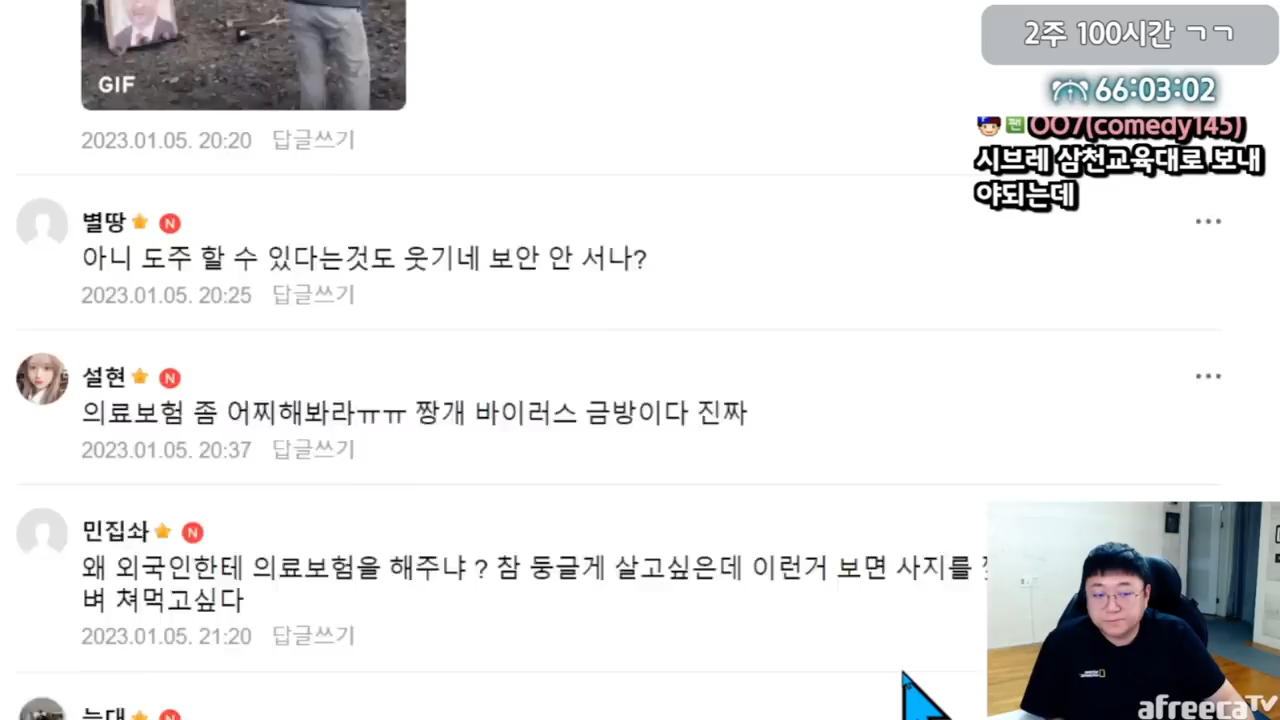 GIF
2023.01.05. 20:20 답글쓰기
별땅 N
아니 도주 할 수 있다는것도 웃기네 보안 안 서나?
2023.01.05. 20:25 답글쓰기
설현 N
의료보험 좀 어찌해봐라ㅠㅠ 짱개 바이러스 금방이다 진짜
2023.01.05. 20:37 답글쓰기
민집솨 N
왜 외국인한테 의료보험을 해주냐 ? 참 둥글게 살고싶은데 이런거 보면 사지를
벼 쳐먹고싶다
2023.01.05. 21:20 답글쓰기
늑대 N
2주 100시간 ㄱㄱ
66:03:02
팬 OO7(comedy145)
시브레 삼천교육대로 보내
야되는데
afreecaTV